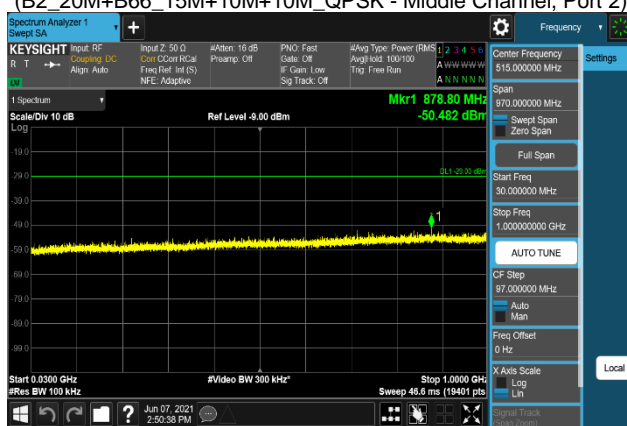 (B2_20M+B66_15M+10M+10M_QPSK - Middle Channel, Port 2)
Spectrum Analyzer 1
Swept SA
Frequency
KEYSIGHT
R T
Input: RF
Coupling: DC
Align: Auto
Input Z: 50 Ω
Corr CCorr RCal
Freq Ref: Int (S)
NFE: Adaptive
#Atten: 16 dB
Preamp: Off
PNO: Fast
Gate: Off
IF Gain: Low
Sig Track: Off
#Avg Type: Power (RMS
Avg|Hold: 100/100
Trig: Free Run
1 2 3 4 5 6
A W W W W W
A N N N N N
Center Frequency
515.000000 MHz
Settings
Span
970.000000 MHz
Swept Span
Zero Span
Full Span
Start Freq
30.000000 MHz
Stop Freq
1.000000000 GHz
AUTO TUNE
CF Step
97.000000 MHz
Auto
Man
Freq Offset
0 Hz
X Axis Scale
Log
Lin
Local
Signal Track
(Span Zoom)
1 Spectrum
Scale/Div 10 dB
Log
Ref Level -9.00 dBm
Mkr1 878.80 MHz
-50.482 dBm
-19.0
-29.0
DL1 -29.00 dBm
-39.0
-49.0
1
-59.0
-69.0
-79.0
-89.0
-99.0
Start 0.0300 GHz
#Res BW 100 kHz
#Video BW 300 kHz*
Stop 1.0000 GHz
Sweep 46.6 ms (19401 pts
?
Jun 07, 2021
2:50:38 PM